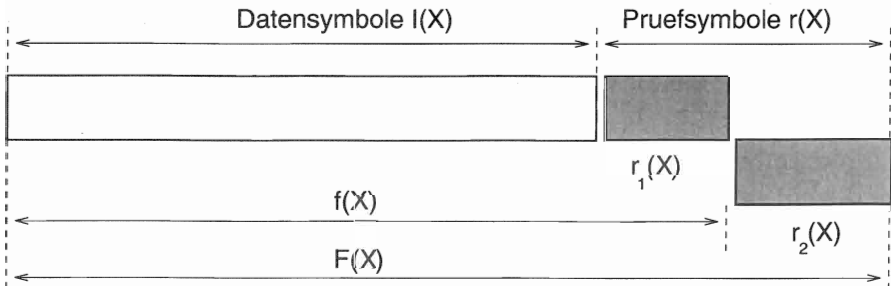 Datensymbole I(X) Pruefsymbole r(X)
r₁(X)
f(X)
r₂(X)
F(X)